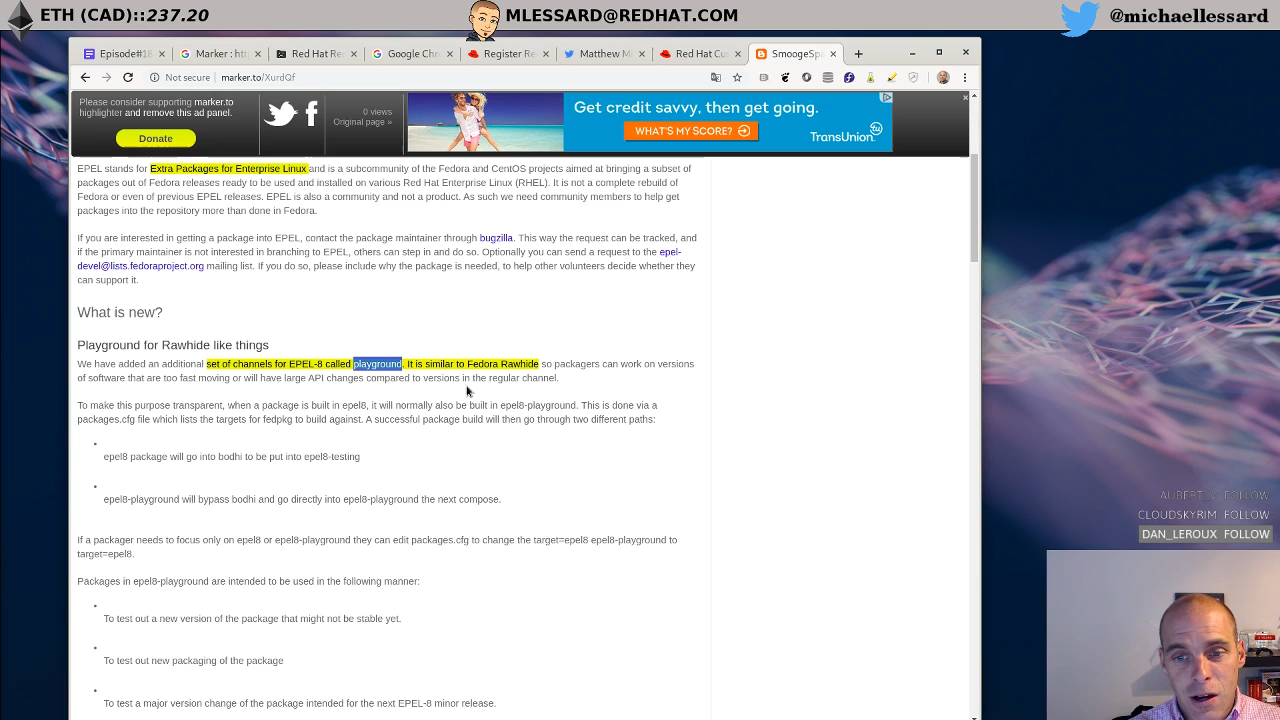 ETH (CAD)::237.20
MLESSARD@REDHAT.COM
@michaellessard
Episode#18
Marker : http
Red Hat Re
Google Chr
Register Re
Matthew M
Red Hat Cus
SmoogeSpa
Not secure
marker.to/XurdQf
Please consider supporting marker.to
highlighter and remove this ad panel.
Donate
0 views
Original page »
Get credit savvy, then get going.
WHAT'S MY SCORE?
TransUnion
tu
EPEL stands for Extra Packages for Enterprise Linux and is a subcommunity of the Fedora and CentOS projects aimed at bringing a subset of
packages out of Fedora releases ready to be used and installed on various Red Hat Enterprise Linux (RHEL). It is not a complete rebuild of
Fedora or even of previous EPEL releases. EPEL is also a community and not a product. As such we need community members to help get
packages into the repository more than done in Fedora.
If you are interested in getting a package into EPEL, contact the package maintainer through bugzilla. This way the request can be tracked, and
if the primary maintainer is not interested in branching to EPEL, others can step in and do so. Optionally you can send a request to the epel-
devel@lists.fedoraproject.org mailing list. If you do so, please include why the package is needed, to help other volunteers decide whether they
can support it.
What is new?
Playground for Rawhide like things
We have added an additional set of channels for EPEL-8 called playground. It is similar to Fedora Rawhide so packagers can work on versions
of software that are too fast moving or will have large API changes compared to versions in the regular channel.
To make this purpose transparent, when a package is built in epel8, it will normally also be built in epel8-playground. This is done via a
packages.cfg file which lists the targets for fedpkg to build against. A successful package build will then go through two different paths:
epel8 package will go into bodhi to be put into epel8-testing
epel8-playground will bypass bodhi and go directly into epel8-playground the next compose.
If a packager needs to focus only on epel8 or epel8-playground they can edit packages.cfg to change the target=epel8 epel8-playground to
target=epel8.
Packages in epel8-playground are intended to be used in the following manner:
To test out a new version of the package that might not be stable yet.
To test out new packaging of the package
To test a major version change of the package intended for the next EPEL-8 minor release.
FOLLOW
CLOUDSKYRIM FOLLOW
DAN_LEROUX FOLLOW